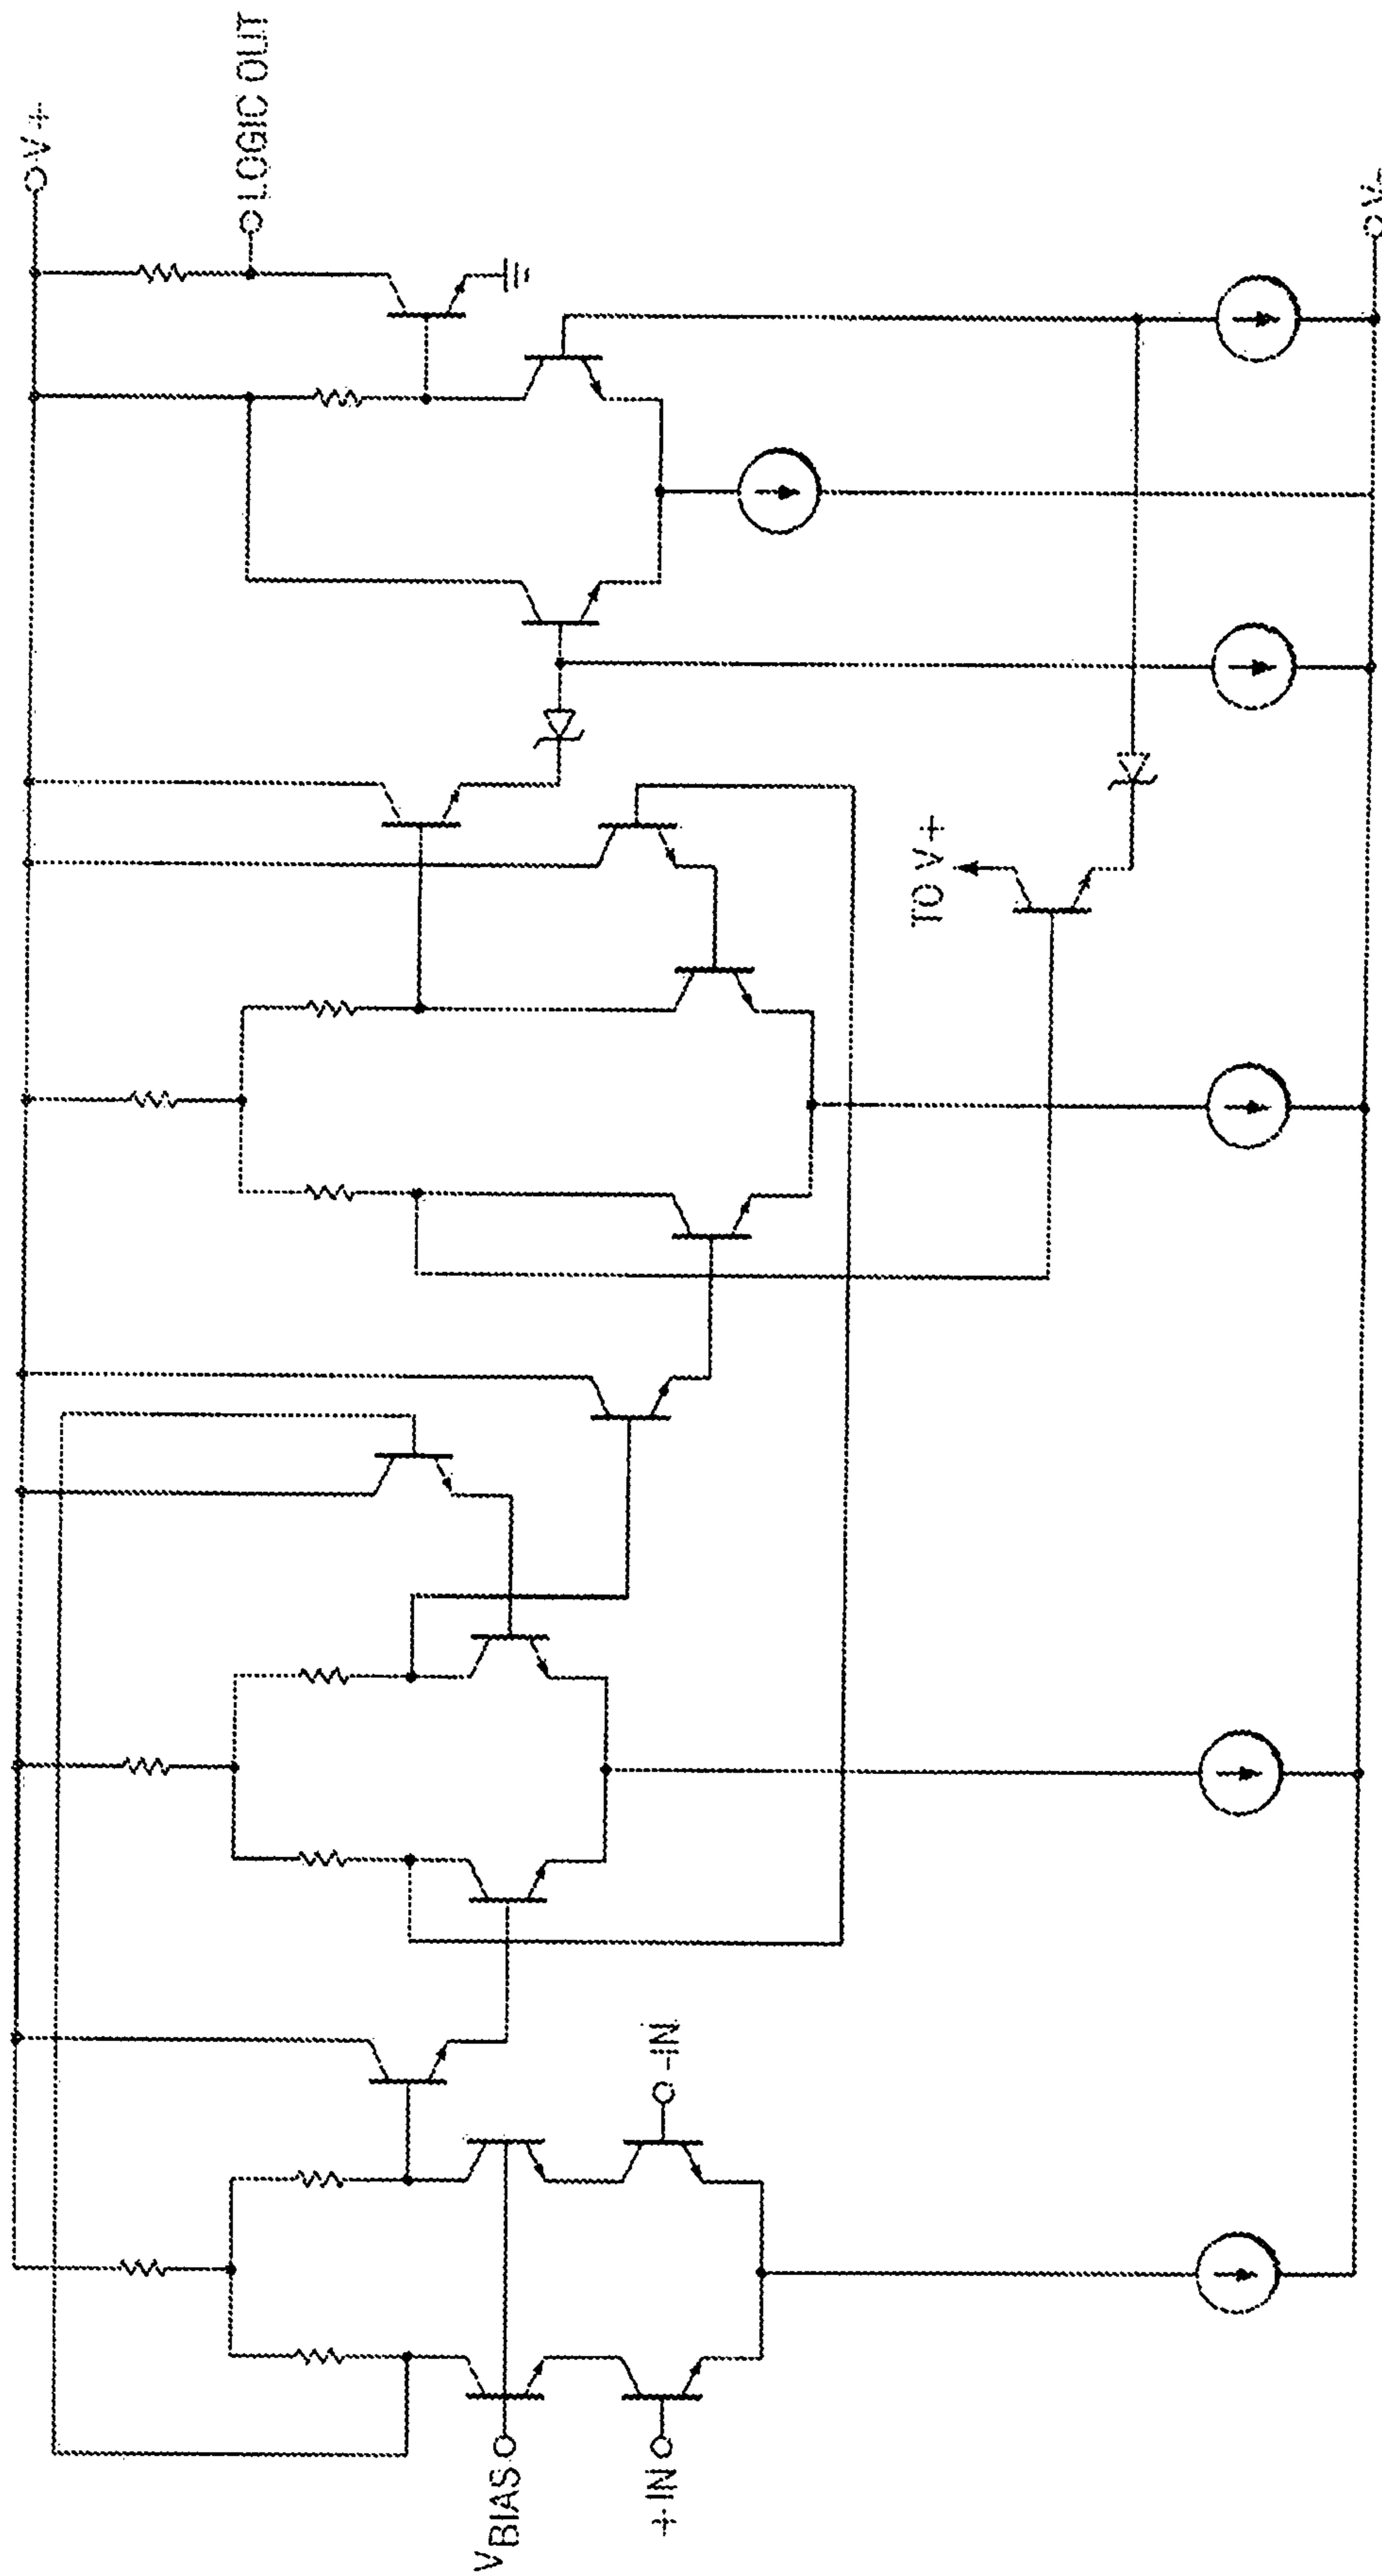 V+
LOGIC OUT
V-
TO V+
-IN
VBIAS
+IN